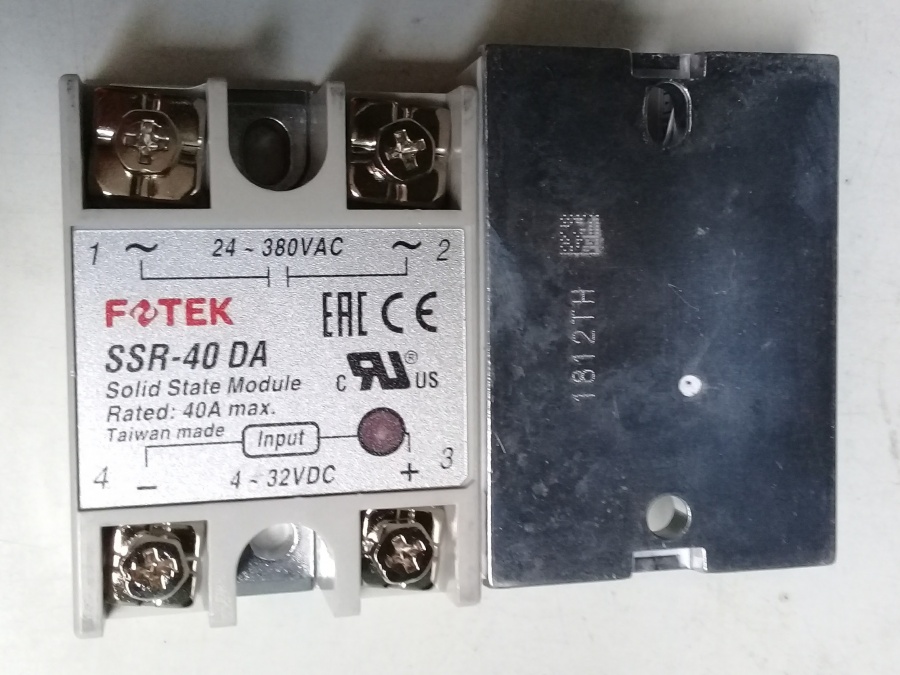 1 ~ 24 ~ 380VAC ~ 2
FOTEK
EAC CE
SSR-40 DA
Solid State Module
C RU® US
Rated: 40A max.
Taiwan made
Input
4 − 4 ~ 32VDC + 3
1812TH